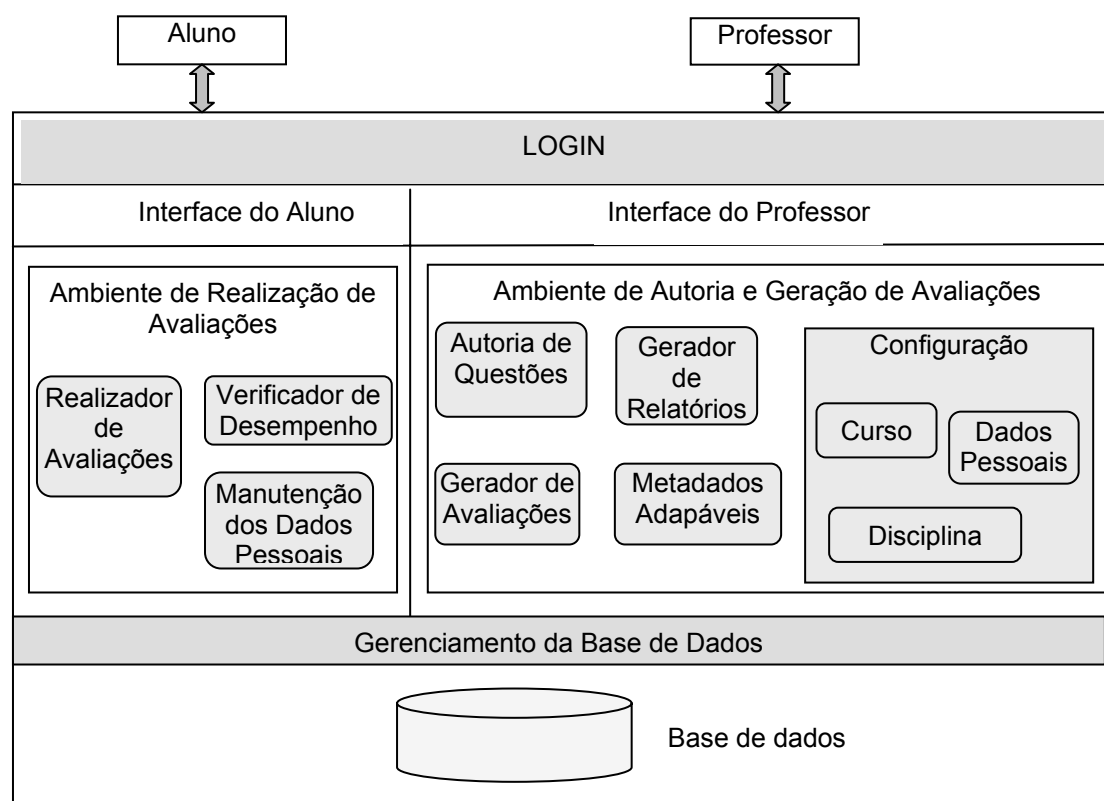 Aluno
Professor
LOGIN
Interface do Aluno
Interface do Professor
Ambiente de Realização de
Avaliações
Realizador
de
Avaliações
Verificador de
Desempenho
Manutenção
dos Dados
Pessoais
Ambiente de Autoria e Geração de Avaliações
Autoria de
Questões
Gerador
de
Relatórios
Gerador de
Avaliações
Metadados
Adapáveis
Configuração
Curso
Dados
Pessoais
Disciplina
Gerenciamento da Base de Dados
Base de dados